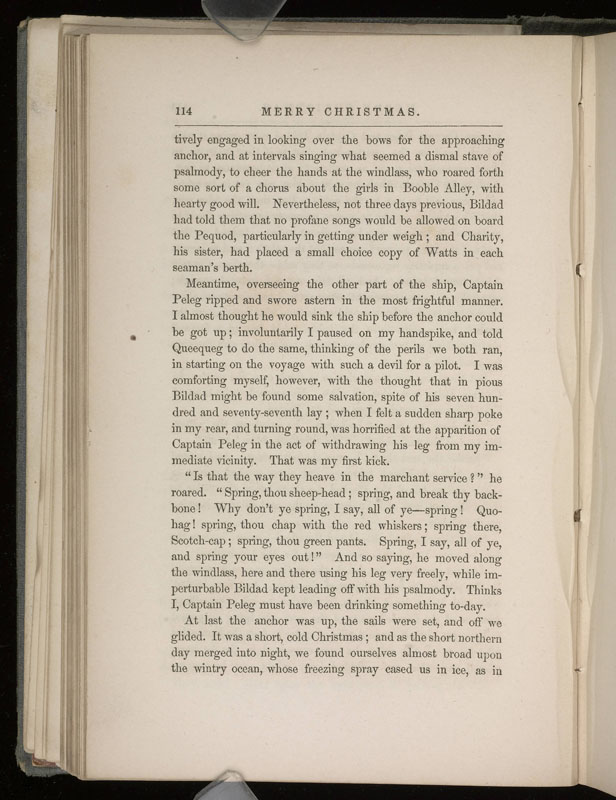 114 MERRY CHRISTMAS.
tively engaged in looking over the bows for the approaching
anchor, and at intervals singing what seemed a dismal stave of
psalmody, to cheer the hands at the windlass, who roared forth
some sort of a chorus about the girls in Booble Alley, with
hearty good will. Nevertheless, not three days previous, Bildad
had told them that no profane songs would be allowed on board
the Pequod, particularly in getting under weigh; and Charity,
his sister, had placed a small choice copy of Watts in each
seaman's berth.
Meantime, overseeing the other part of the ship, Captain
Peleg ripped and swore astern in the most frightful manner.
I almost thought he would sink the ship before the anchor could
be got up; involuntarily I paused on my handspike, and told
Queequeg to do the same, thinking of the perils we both ran,
in starting on the voyage with such a devil for a pilot. I was
comforting myself, however, with the thought that in pious
Bildad might be found some salvation, spite of his seven hun-
dred and seventy-seventh lay; when I felt a sudden sharp poke
in my rear, and turning round, was horrified at the apparition of
Captain Peleg in the act of withdrawing his leg from my im-
mediate vicinity. That was my first kick.
"Is that the way they heave in the marchant service?" he
roared. "Spring, thou sheep-head; spring, and break thy back-
bone! Why don't ye spring, I say, all of ye—spring! Quo-
hag! spring, thou chap with the red whiskers; spring there,
Scotch-cap; spring, thou green pants. Spring, I say, all of ye,
and spring your eyes out!" And so saying, he moved along
the windlass, here and there using his leg very freely, while im-
perturbable Bildad kept leading off with his psalmody. Thinks
I, Captain Peleg must have been drinking something to-day.
At last the anchor was up, the sails were set, and off we
glided. It was a short, cold Christmas; and as the short northern
day merged into night, we found ourselves almost broad upon
the wintry ocean, whose freezing spray cased us in ice, as in